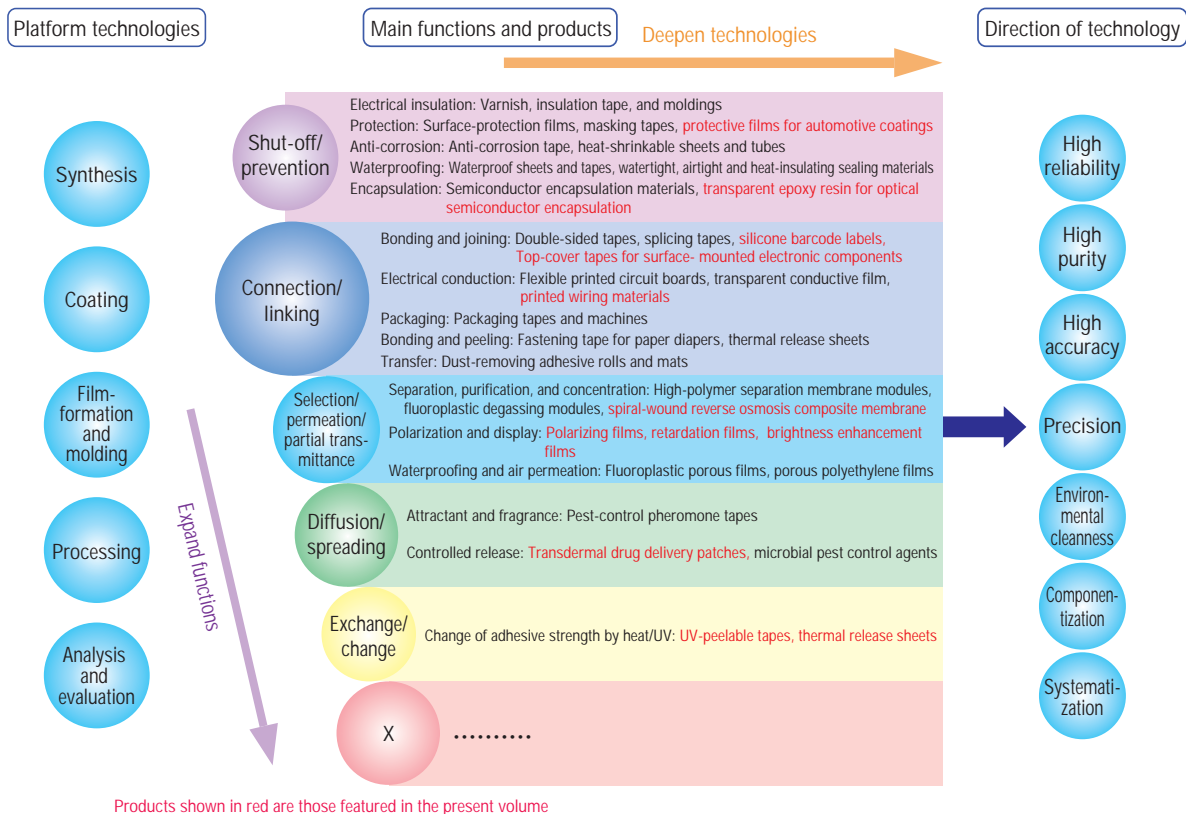 Platform technologies
Main functions and products
Deepen technologies
Direction of technology
Synthesis
Coating
Film-
formation
and
molding
Processing
Analysis
and
evaluation
Expand functions
Shut-off/
prevention
Electrical insulation: Varnish, insulation tape, and moldings
Protection: Surface-protection films, masking tapes, protective films for automotive coatings
Anti-corrosion: Anti-corrosion tape, heat-shrinkable sheets and tubes
Waterproofing: Waterproof sheets and tapes, watertight, airtight and heat-insulating sealing materials
Encapsulation: Semiconductor encapsulation materials, transparent epoxy resin for optical
semiconductor encapsulation
Connection/
linking
Bonding and joining: Double-sided tapes, splicing tapes, silicone barcode labels,
Top-cover tapes for surface- mounted electronic components
Electrical conduction: Flexible printed circuit boards, transparent conductive film,
printed wiring materials
Packaging: Packaging tapes and machines
Bonding and peeling: Fastening tape for paper diapers, thermal release sheets
Transfer: Dust-removing adhesive rolls and mats
Selection/
permeation/
partial trans-
mittance
Separation, purification, and concentration: High-polymer separation membrane modules,
fluoroplastic degassing modules, spiral-wound reverse osmosis composite membrane
Polarization and display: Polarizing films, retardation films, brightness enhancement
films
Waterproofing and air permeation: Fluoroplastic porous films, porous polyethylene films
Diffusion/
spreading
Attractant and fragrance: Pest-control pheromone tapes
Controlled release: Transdermal drug delivery patches, microbial pest control agents
Exchange/
change
Change of adhesive strength by heat/UV: UV-peelable tapes, thermal release sheets
X
..........
High
reliability
High
purity
High
accuracy
Precision
Environ-
mental
cleanness
Componen-
tization
Systemati-
zation
Products shown in red are those featured in the present volume